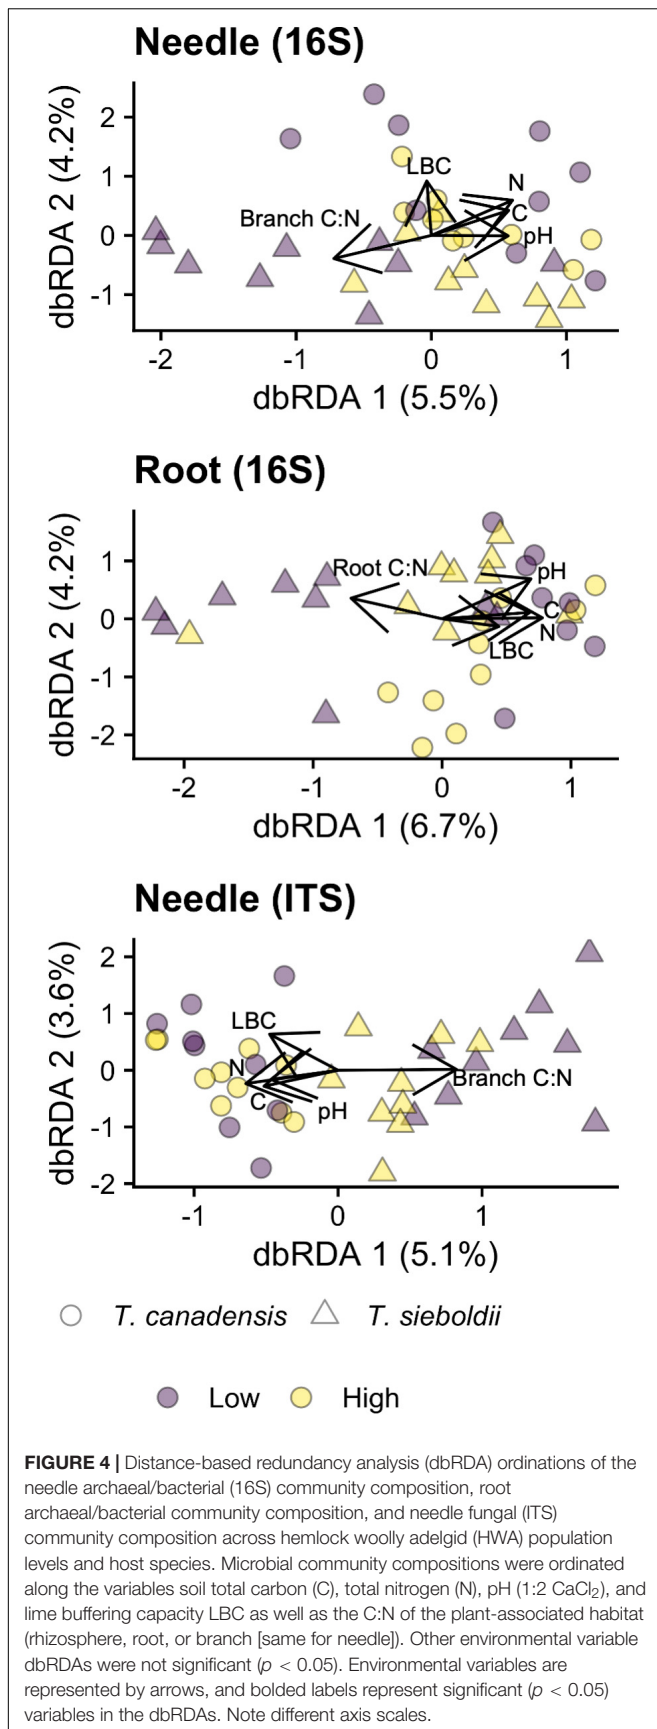 Needle (16S)
dbRDA 2 (4.2%)
2
1
0
-1
LBC
N
C
pH
Branch C:N
-2
-1
0
1
dbRDA 1 (5.5%)
Root (16S)
dbRDA 2 (4.2%)
1
0
-1
-2
Root C:N
pH
C
N
LBC
-2
-1
0
1
dbRDA 1 (6.7%)
Needle (ITS)
dbRDA 2 (3.6%)
2
1
0
-1
-2
LBC
N
C
pH
Branch C:N
-1
0
1
dbRDA 1 (5.1%)
T. canadensis
T. sieboldii
Low
High
FIGURE 4 | Distance-based redundancy analysis (dbRDA) ordinations of the
needle archaeal/bacterial (16S) community composition, root
archaeal/bacterial community composition, and needle fungal (ITS)
community composition across hemlock woolly adelgid (HWA) population
levels and host species. Microbial community compositions were ordinated
along the variables soil total carbon (C), total nitrogen (N), pH (1:2 CaCl₂), and
lime buffering capacity LBC as well as the C:N of the plant-associated habitat
(rhizosphere, root, or branch [same for needle]). Other environmental variable
dbRDAs were not significant (p < 0.05). Environmental variables are
represented by arrows, and bolded labels represent significant (p < 0.05)
variables in the dbRDAs. Note different axis scales.